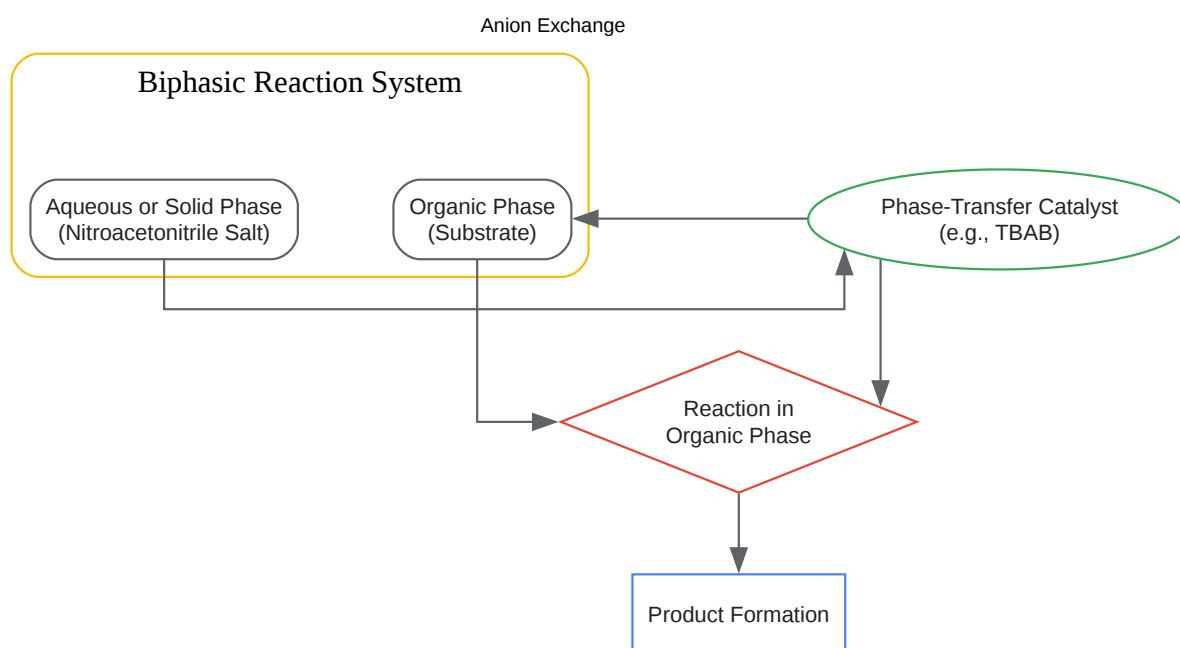 Anion Exchange
Biphasic Reaction System
Aqueous or Solid Phase
(Nitroacetonitrile Salt)
Organic Phase
(Substrate)
Phase-Transfer Catalyst
(e.g., TBAB)
Reaction in
Organic Phase
Product Formation